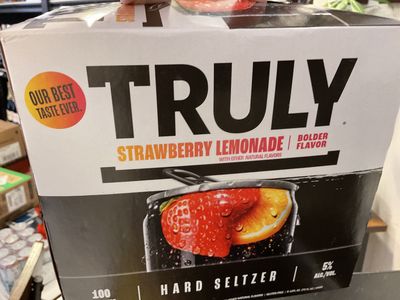 OUR BEST
TASTE EVER.
TRULY
STRAWBERRY LEMONADE | BOLDER
FLAVOR
WITH OTHER NATURAL FLAVORS
100
HARD SELTZER
5%
ALC./VOL.